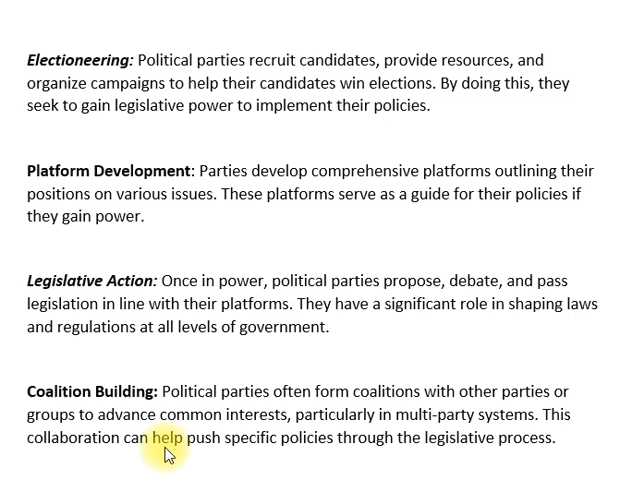 Electioneering: Political parties recruit candidates, provide resources, and
organize campaigns to help their candidates win elections. By doing this, they
seek to gain legislative power to implement their policies.
Platform Development: Parties develop comprehensive platforms outlining their
positions on various issues. These platforms serve as a guide for their policies if
they gain power.
Legislative Action: Once in power, political parties propose, debate, and pass
legislation in line with their platforms. They have a significant role in shaping laws
and regulations at all levels of government.
Coalition Building: Political parties often form coalitions with other parties or
groups to advance common interests, particularly in multi-party systems. This
collaboration can help push specific policies through the legislative process.